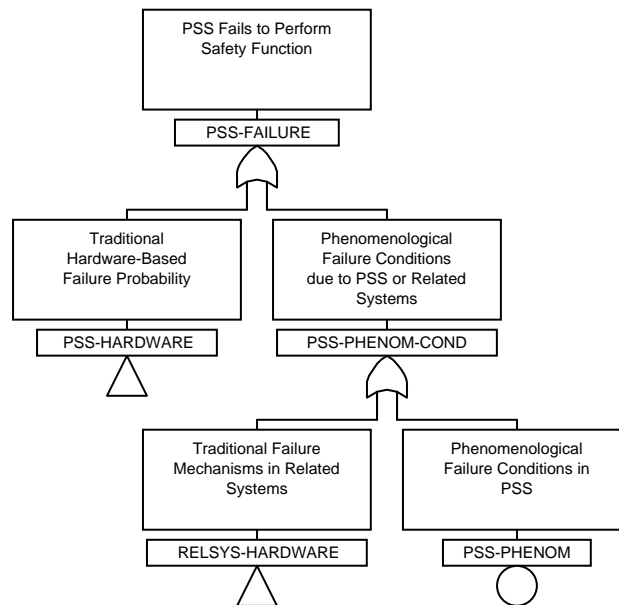 PSS Fails to Perform
Safety Function
PSS-FAILURE
Traditional
Hardware-Based
Failure Probability
PSS-HARDWARE
Phenomenological
Failure Conditions
due to PSS or Related
Systems
PSS-PHENOM-COND
Traditional Failure
Mechanisms in Related
Systems
RELSYS-HARDWARE
Phenomenological
Failure Conditions in
PSS
PSS-PHENOM